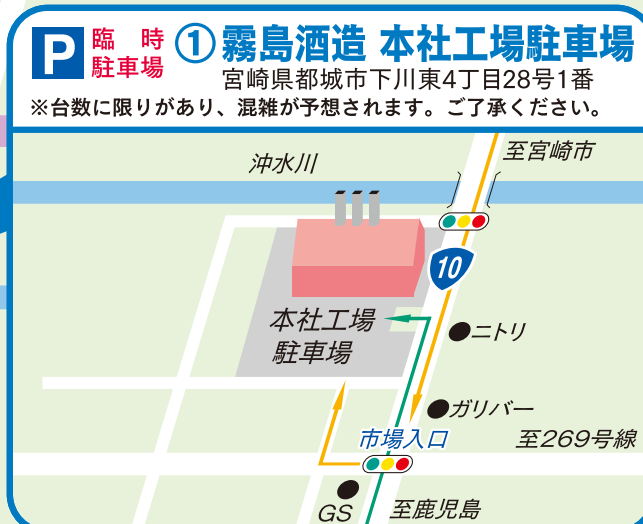 P 臨時駐車場 ①霧島酒造 本社工場駐車場
宮崎県都城市下川東4丁目28号1番
※台数に限りがあり、混雑が予想されます。ご了承ください。
至宮崎市
沖水川
10
本社工場
駐車場
ニトリ
ガリバー
市場入口
至269号線
GS
至鹿児島